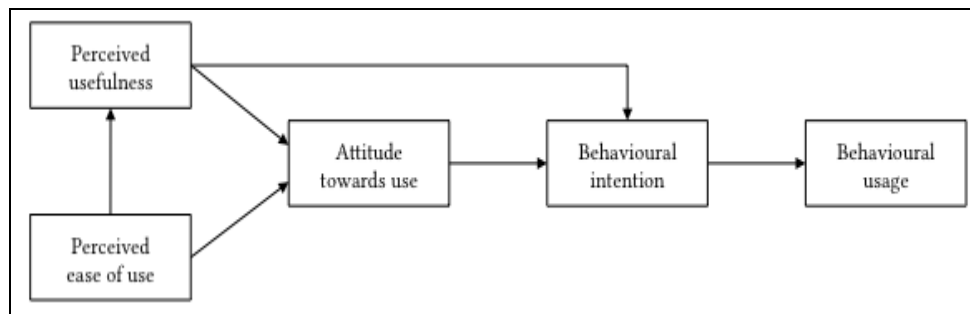 Perceived
usefulness
Attitude
towards use
Behavioural
intention
Behavioural
usage
Perceived
ease of use